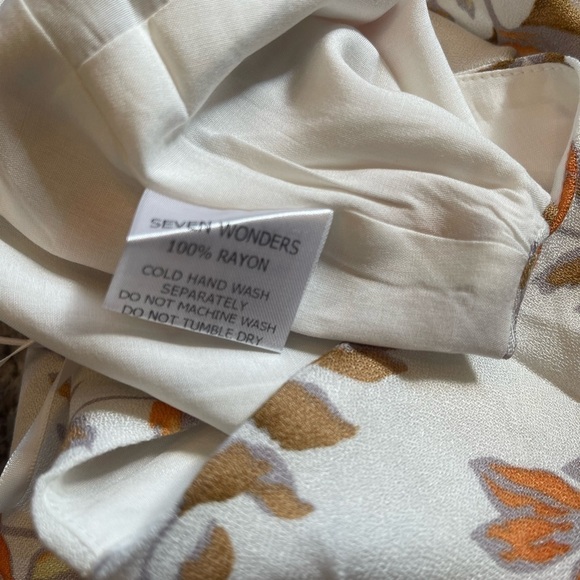 SEVEN WONDERS
100% RAYON
COLD HAND WASH
SEPARATELY
DO NOT MACHINE WASH
DO NOT TUMBLE DRY